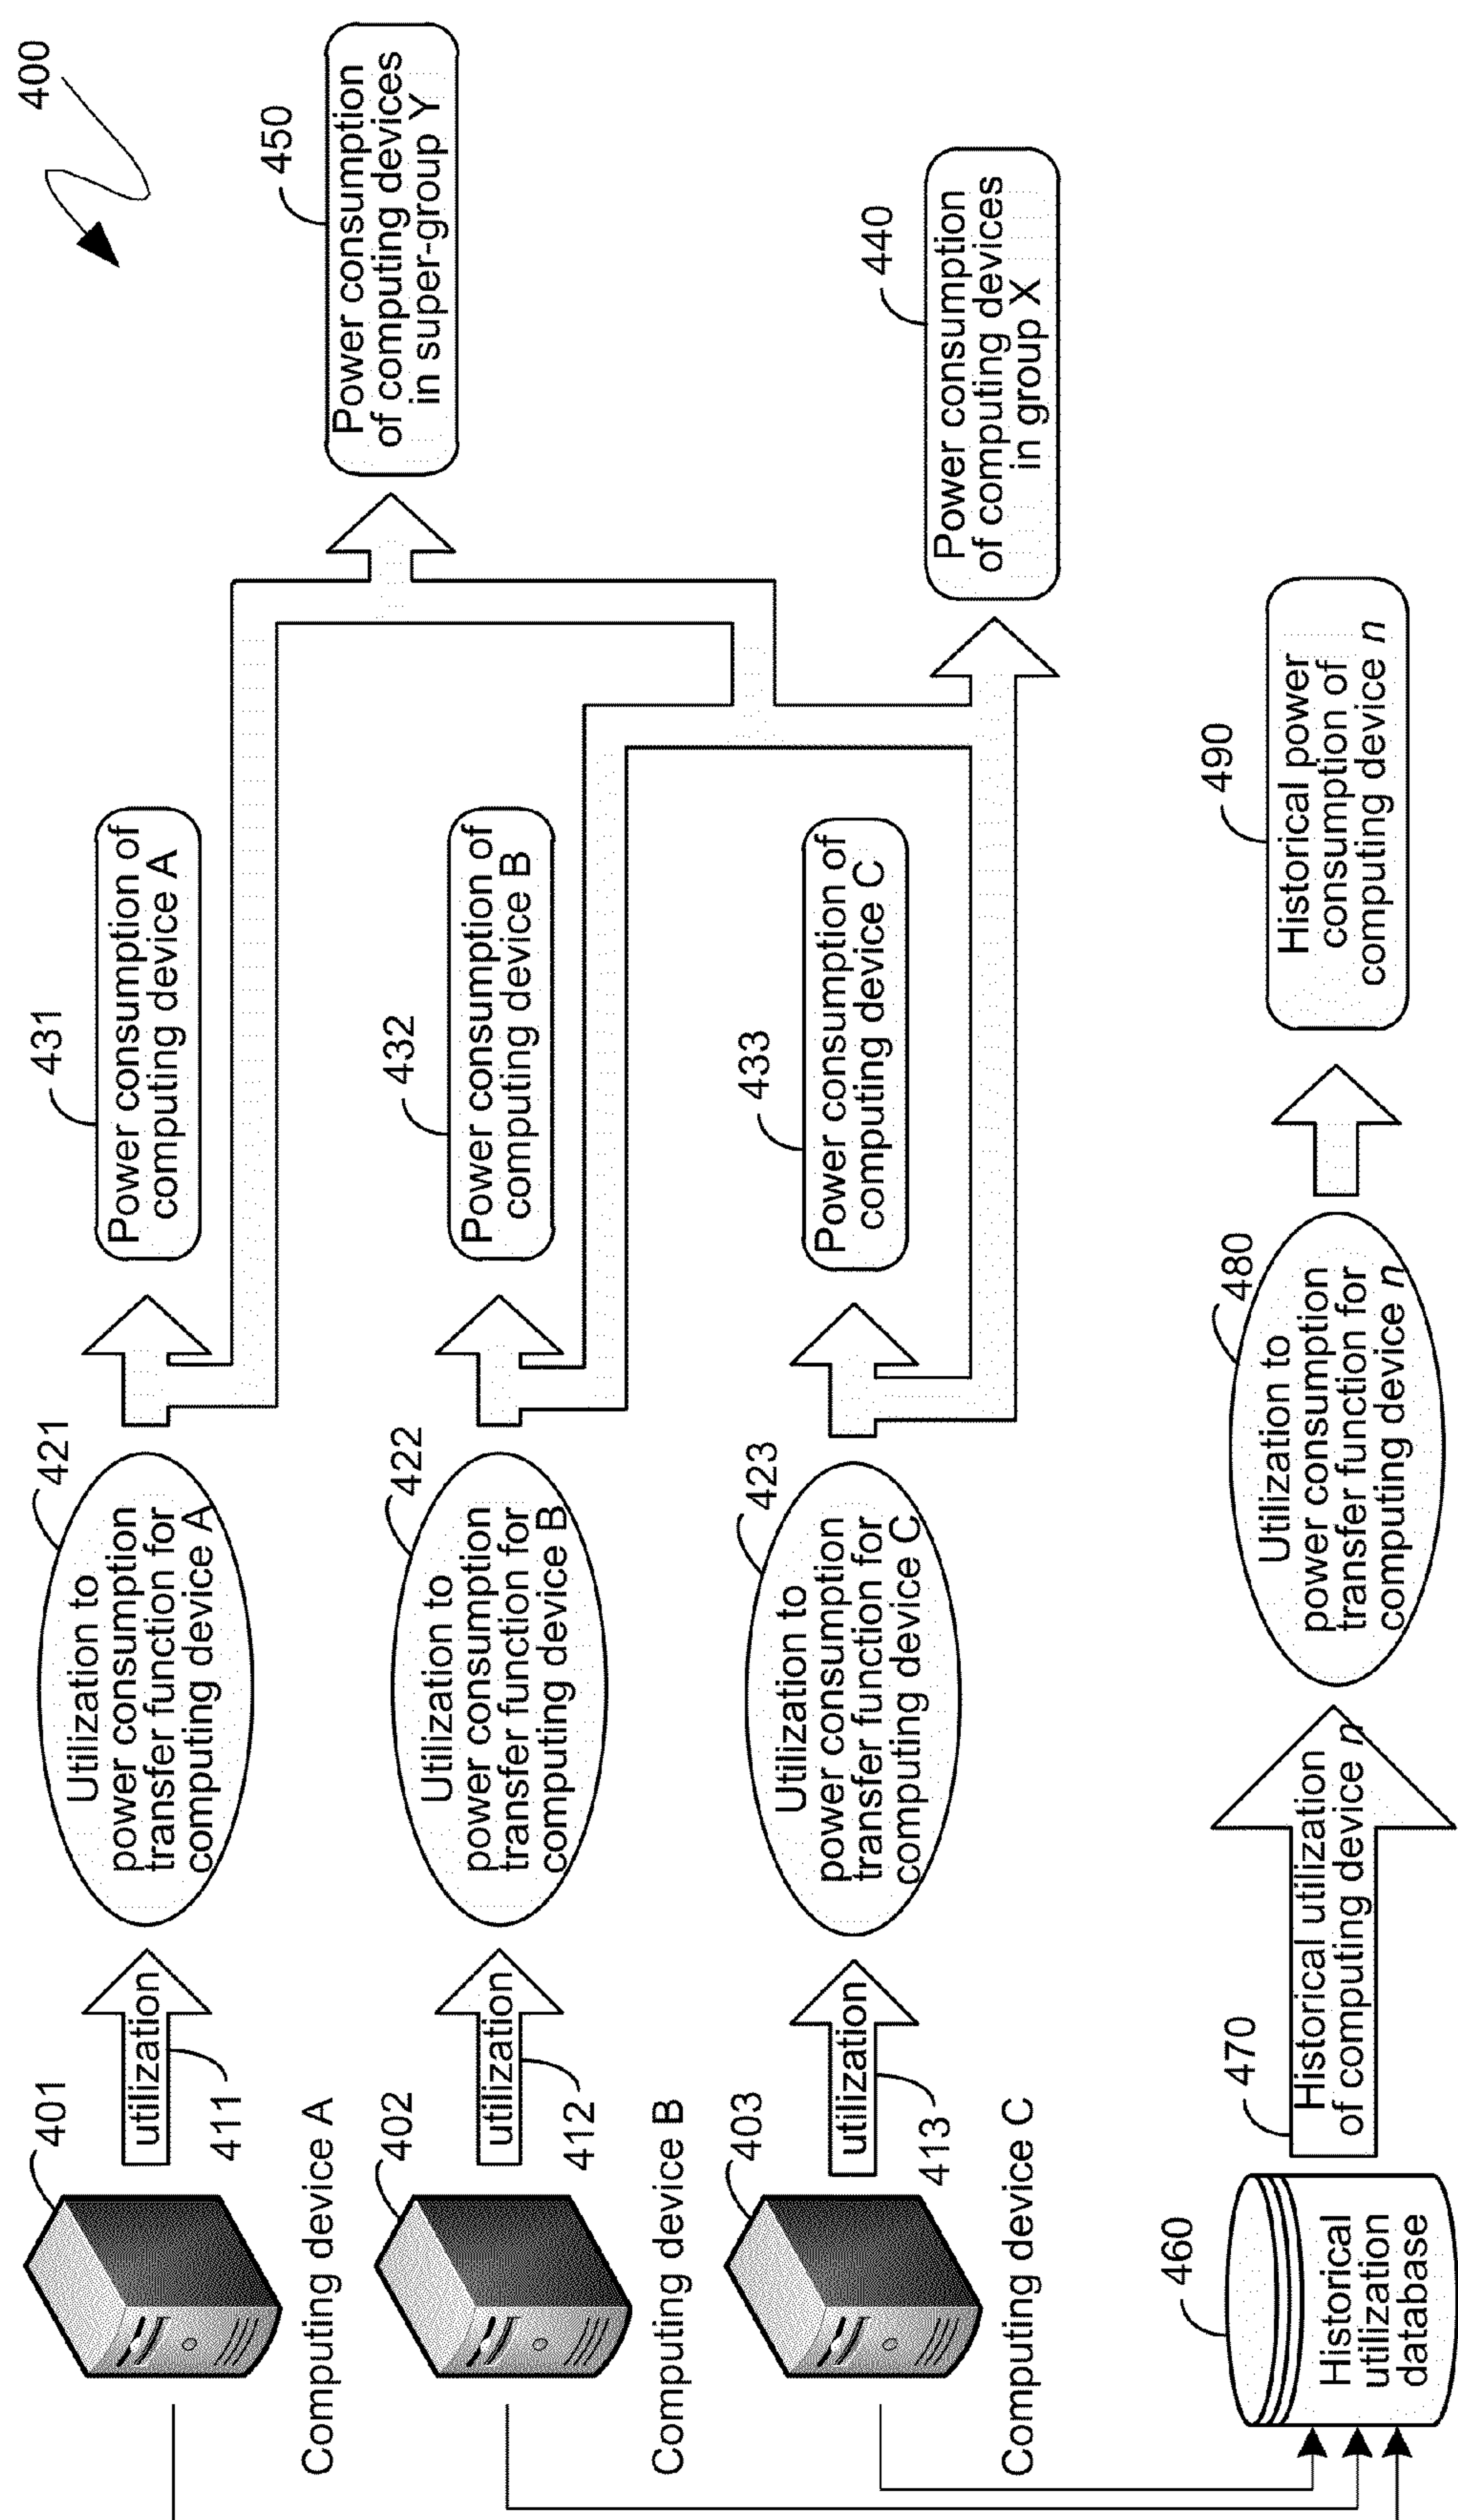 400
401
utilization
411
Computing device A
421
Utilization to
power consumption
transfer function for
computing device A
431
Power consumption of
computing device A
450
Power consumption
of computing devices
in super-group Y
402
utilization
412
Computing device B
422
Utilization to
power consumption
transfer function for
computing device B
432
Power consumption of
computing device B
403
utilization
413
Computing device C
423
Utilization to
power consumption
transfer function for
computing device C
433
Power consumption of
computing device C
440
Power consumption
of computing devices
in group X
460
Historical
utilization
database
470
Historical utilization
of computing device n
480
Utilization to
power consumption
transfer function for
computing device n
490
Historical power
consumption of
computing device n